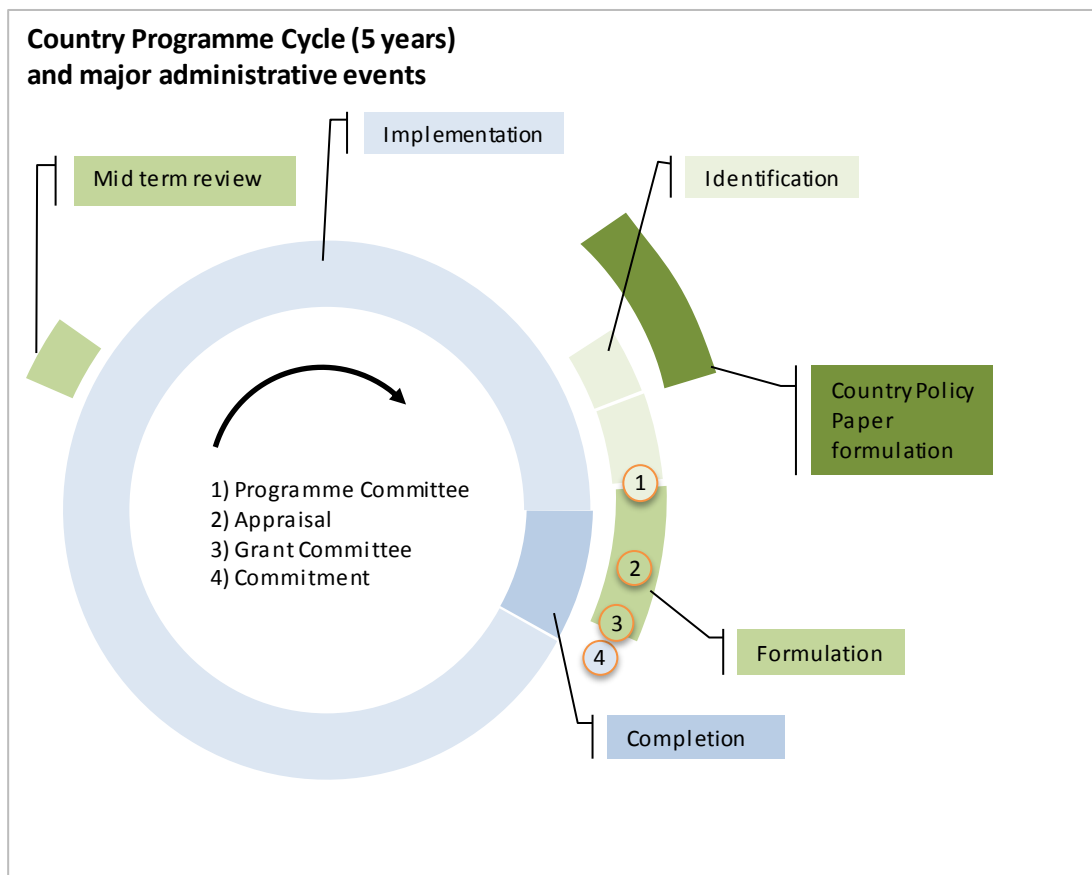 Country Programme Cycle (5 years)
and major administrative events
Implementation
Mid term review
Identification
Country Policy
Paper
formulation
1) Programme Committee
2) Appraisal
3) Grant Committee
4) Commitment
1
2
3
4
Formulation
Completion